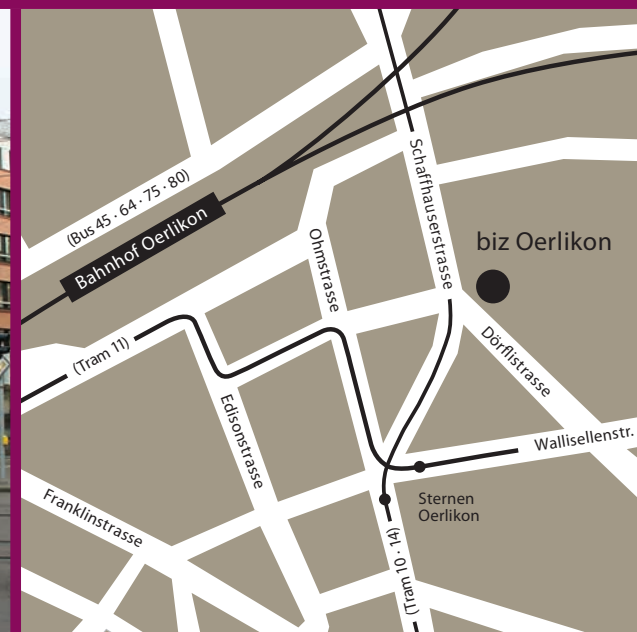 (Bus 45 · 64 · 75 · 80)
Bahnhof Oerlikon
Schaffhauserstrasse
biz Oerlikon
Ohmstrasse
(Tram 11)
Dörflistrasse
Edisonstrasse
Wallisellenstr.
Franklinstrasse
Sternen
Oerlikon
(Tram 10 · 14)